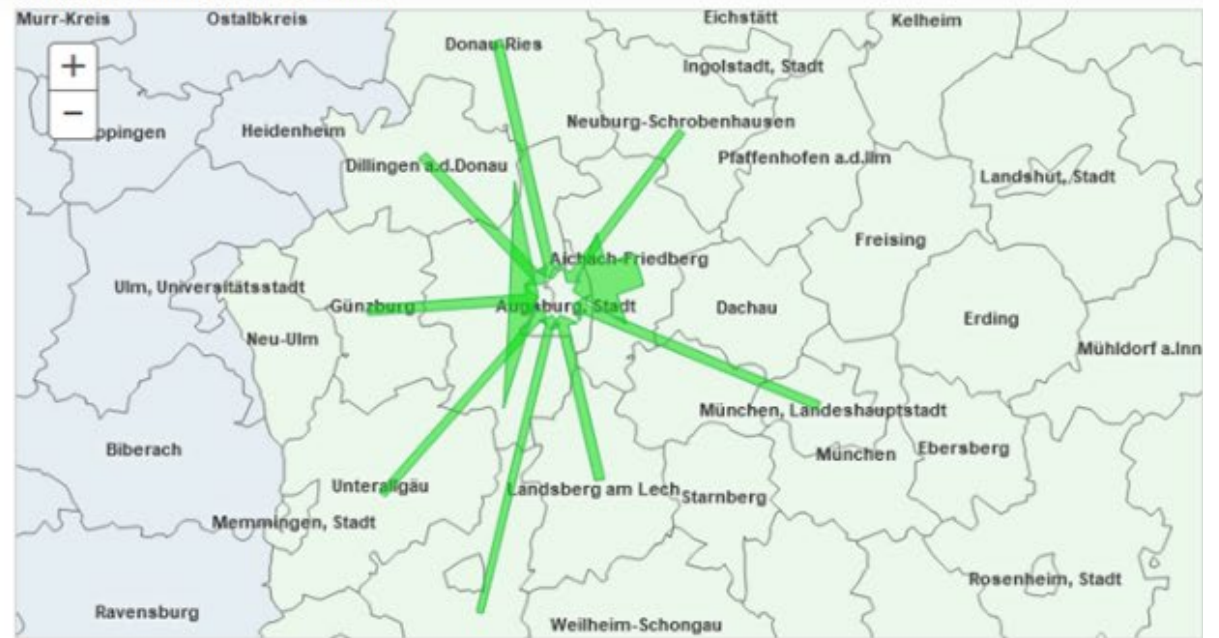 Murr-Kreis
Ostalbkreis
Eichstätt
Kelheim
Donau-Ries
Ingolstadt, Stadt
+
−
ppingen
Heidenheim
Neuburg-Schrobenhausen
Dillingen a.d.Donau
Pfaffenhofen a.d.Ilm
Landshut, Stadt
Freising
Aichach-Friedberg
Ulm, Universitätsstadt
Günzburg
Augsburg, Stadt
Dachau
Erding
Neu-Ulm
Mühldorf a.Inn
München, Landeshauptstadt
Biberach
München
Ebersberg
Unterallgäu
Landsberg am Lech
Starnberg
Memmingen, Stadt
Rosenheim, Stadt
Ravensburg
Weilheim-Schongau